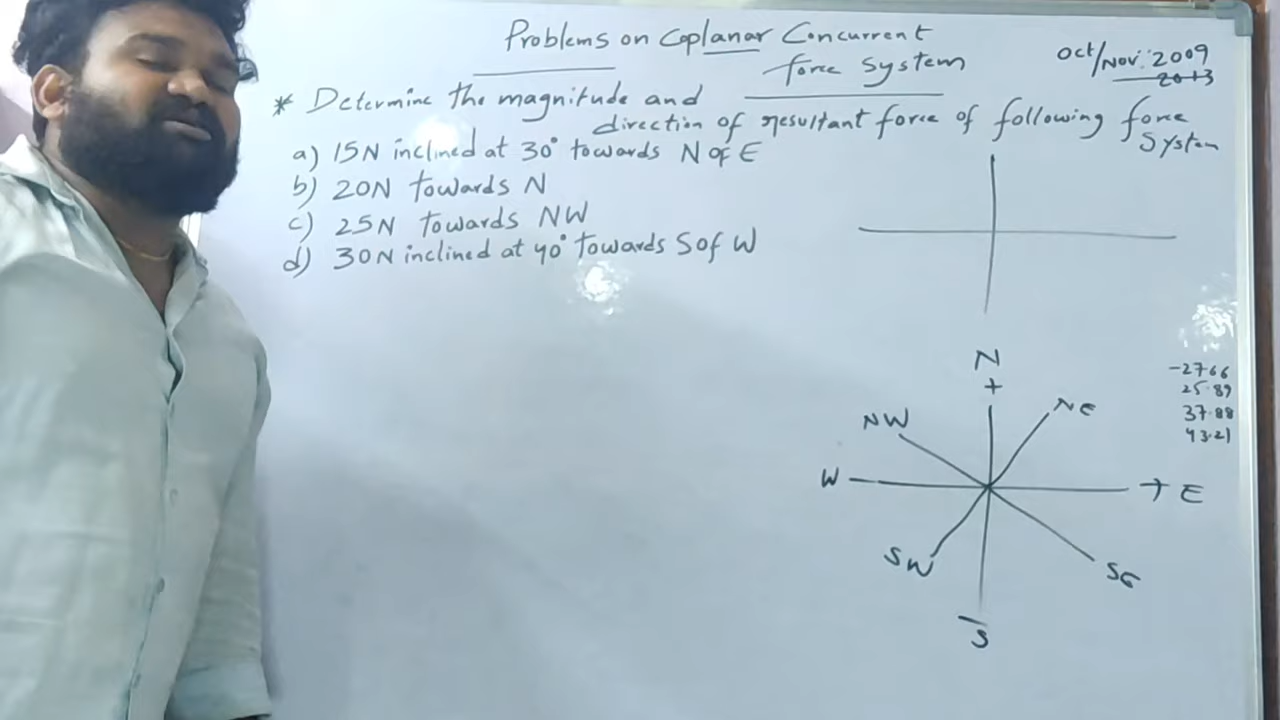 Problems on Coplanar Concurrent
force System
Oct/Nov. 2009
2013
* Determine the magnitude and
direction of resultant force of following force
System
a) 15N inclined at 30° towards N of E
b) 20N towards N
c) 25N towards NW
d) 30N inclined at 40° towards S of W
N
+
NW
NE
W
+ E
SW
SE
S
-27.66
25.89
37.88
43.21